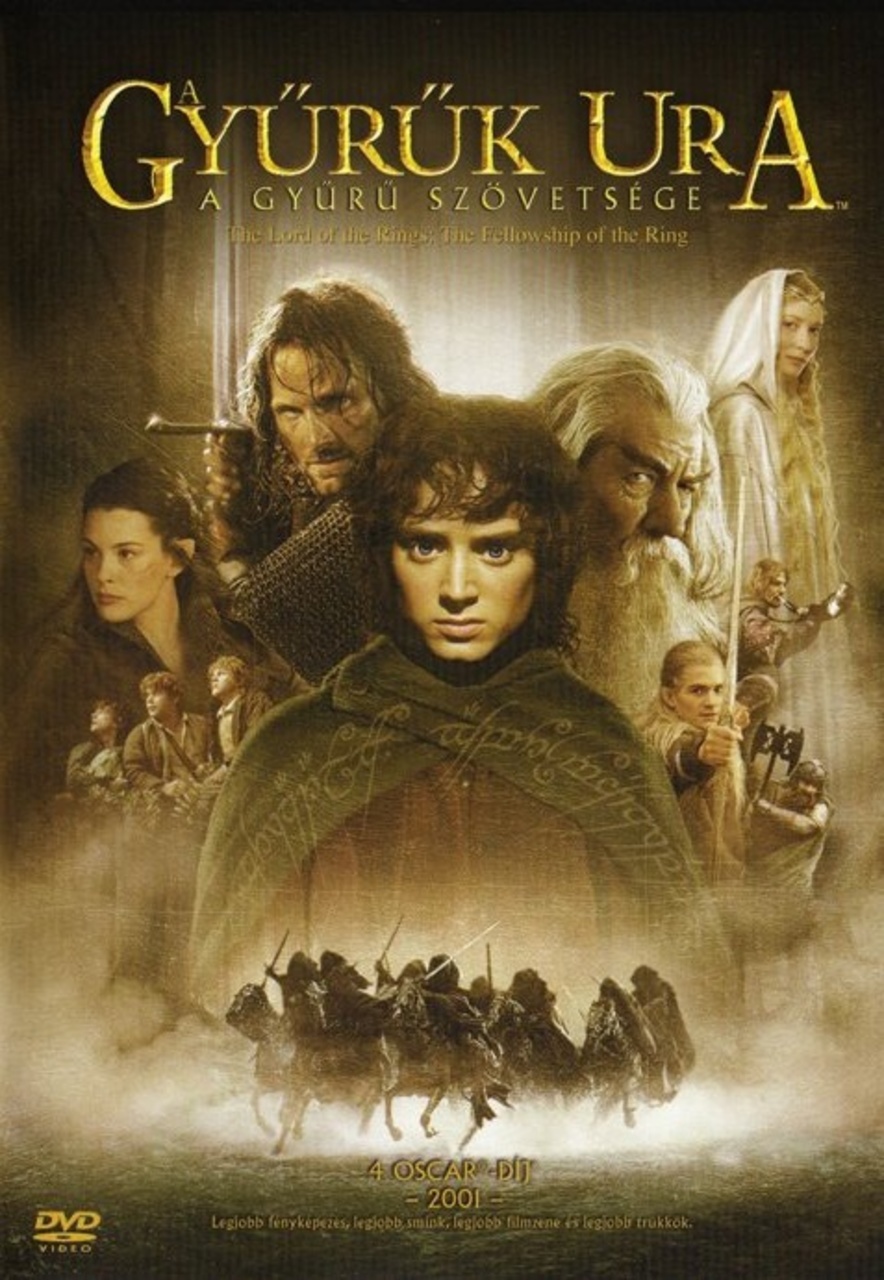 A GYŰRŰK URA™
A GYŰRŰ SZÖVETSÉGE
The Lord of the Rings: The Fellowship of the Ring
4 OSCAR®-DÍJ
– 2001 –
Legjobb fényképezés, legjobb smink, legjobb filmzene és legjobb trükkök.
DVD
VIDEO